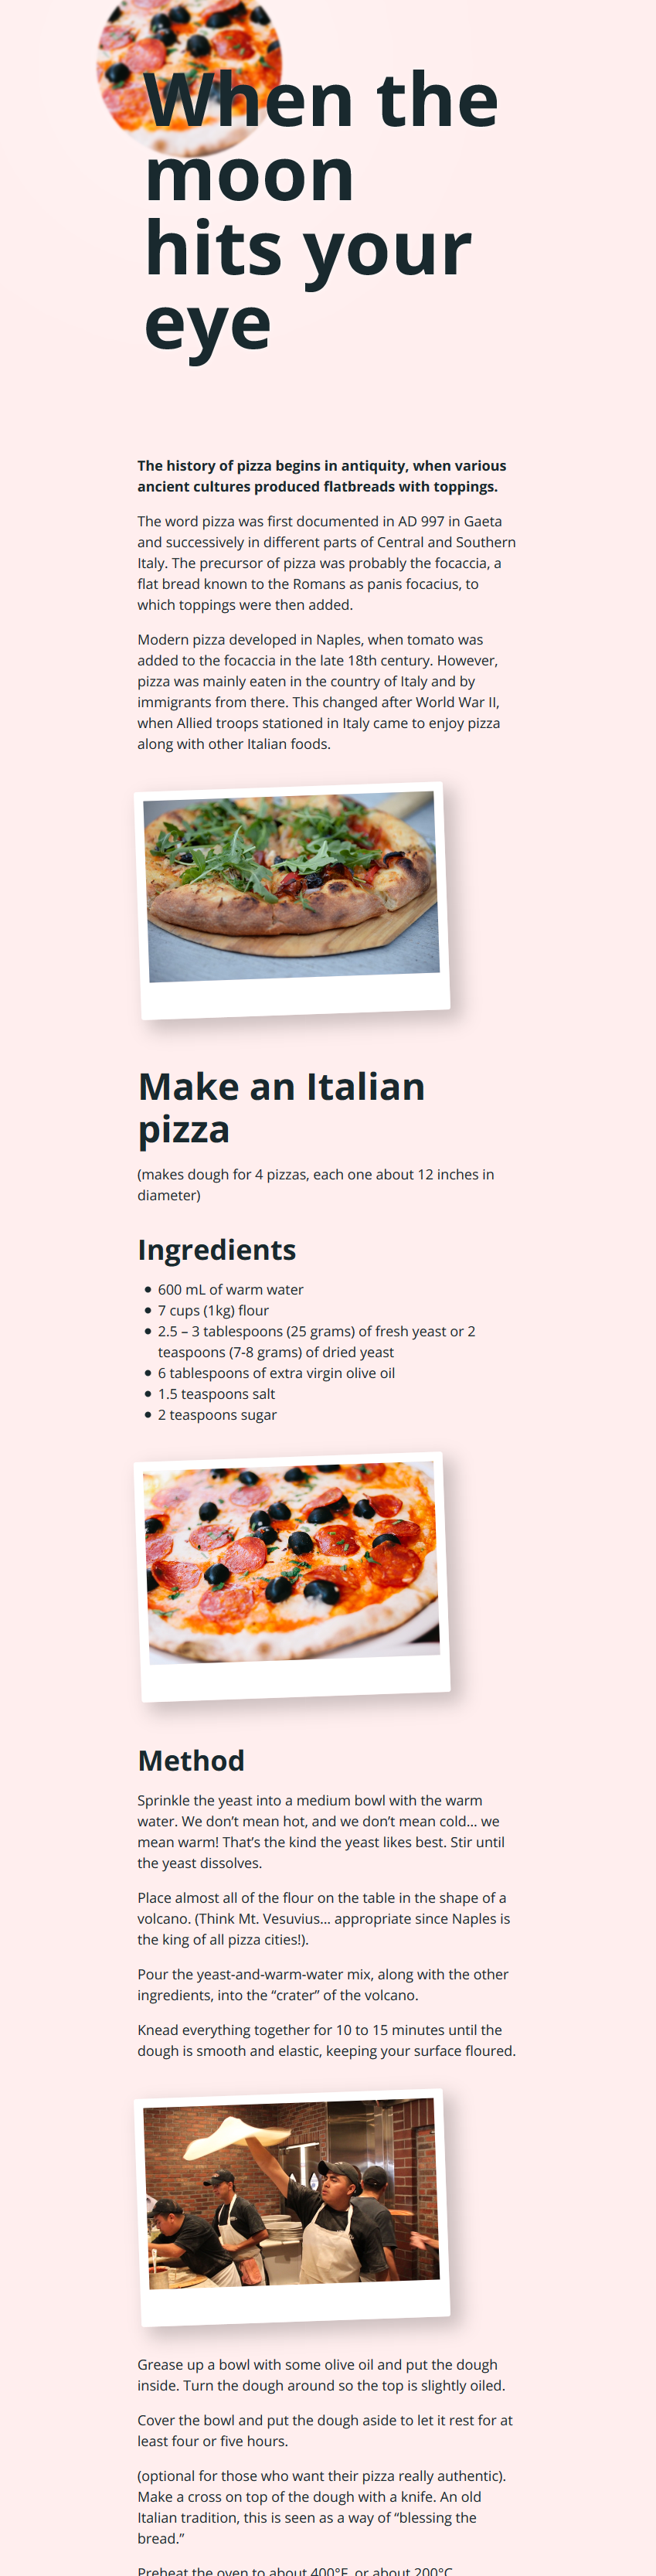 When the
moon
hits your
eye
The history of pizza begins in antiquity, when various
ancient cultures produced flatbreads with toppings.
The word pizza was first documented in AD 997 in Gaeta
and successively in different parts of Central and Southern
Italy. The precursor of pizza was probably the focaccia, a
flat bread known to the Romans as panis focacius, to
which toppings were then added.
Modern pizza developed in Naples, when tomato was
added to the focaccia in the late 18th century. However,
pizza was mainly eaten in the country of Italy and by
immigrants from there. This changed after World War II,
when Allied troops stationed in Italy came to enjoy pizza
along with other Italian foods.
Make an Italian
pizza
(makes dough for 4 pizzas, each one about 12 inches in
diameter)
Ingredients
• 600 mL of warm water
• 7 cups (1kg) flour
• 2.5 – 3 tablespoons (25 grams) of fresh yeast or 2
teaspoons (7-8 grams) of dried yeast
• 6 tablespoons of extra virgin olive oil
• 1.5 teaspoons salt
• 2 teaspoons sugar
Method
Sprinkle the yeast into a medium bowl with the warm
water. We don’t mean hot, and we don’t mean cold… we
mean warm! That’s the kind the yeast likes best. Stir until
the yeast dissolves.
Place almost all of the flour on the table in the shape of a
volcano. (Think Mt. Vesuvius… appropriate since Naples is
the king of all pizza cities!).
Pour the yeast-and-warm-water mix, along with the other
ingredients, into the “crater” of the volcano.
Knead everything together for 10 to 15 minutes until the
dough is smooth and elastic, keeping your surface floured.
Grease up a bowl with some olive oil and put the dough
inside. Turn the dough around so the top is slightly oiled.
Cover the bowl and put the dough aside to let it rest for at
least four or five hours.
(optional for those who want their pizza really authentic).
Make a cross on top of the dough with a knife. An old
Italian tradition, this is seen as a way of “blessing the
bread.”
Preheat the oven to about 400°F, or about 200°C.